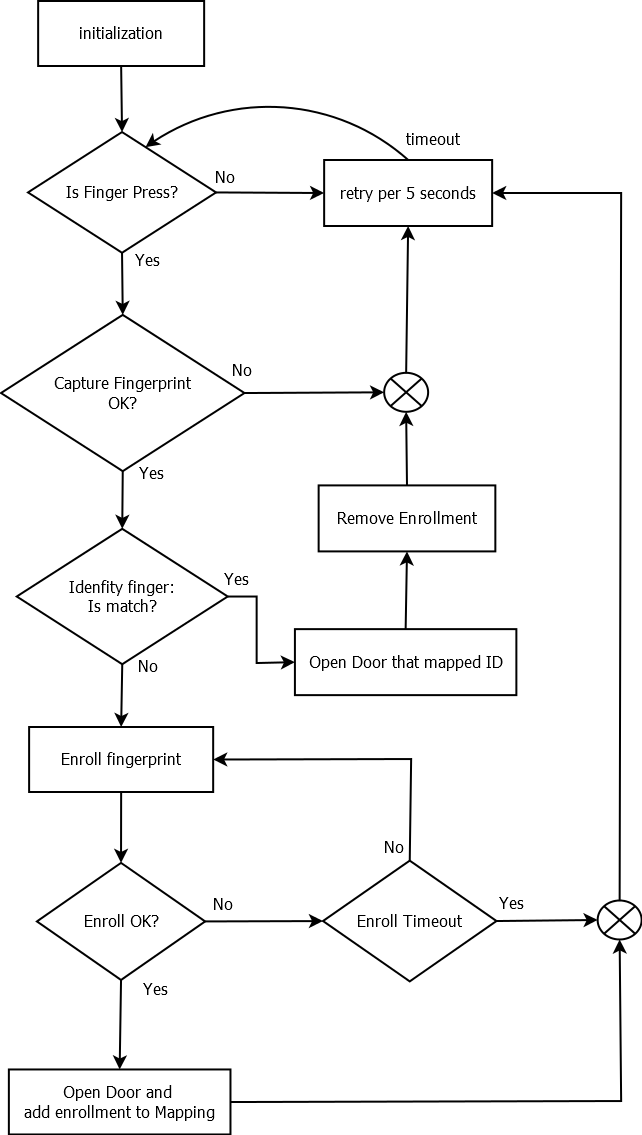 initialization
timeout
Is Finger Press?
No
retry per 5 seconds
Yes
Capture Fingerprint
OK?
No
Yes
Remove Enrollment
Idenfity finger:
Is match?
Yes
Open Door that mapped ID
No
Enroll fingerprint
No
Enroll OK?
No
Enroll Timeout
Yes
Yes
Open Door and
add enrollment to Mapping